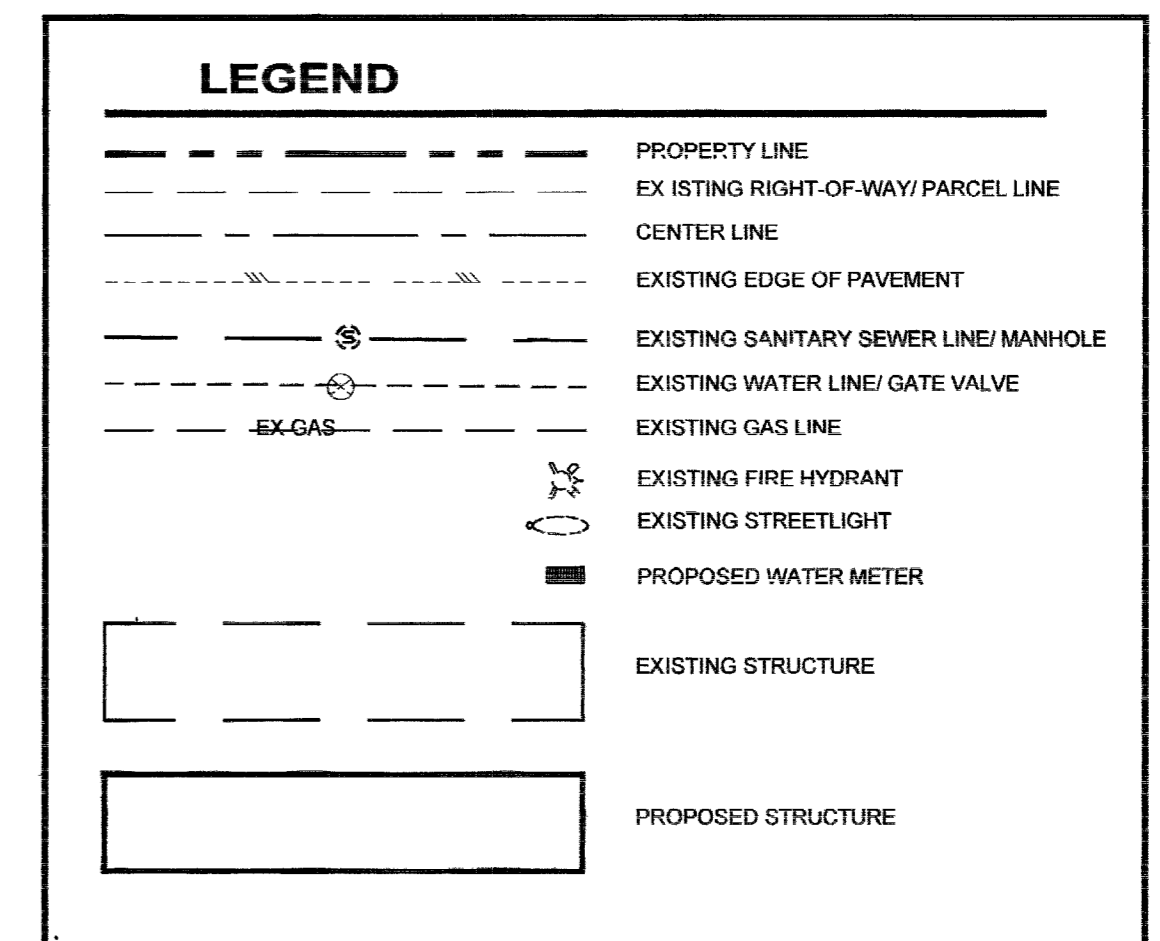 LEGEND
PROPERTY LINE
EX ISTING RIGHT-OF-WAY/ PARCEL LINE
CENTER LINE
EXISTING EDGE OF PAVEMENT
S EXISTING SANITARY SEWER LINE/ MANHOLE
EXISTING WATER LINE/ GATE VALVE
EX GAS EXISTING GAS LINE
EXISTING FIRE HYDRANT
EXISTING STREETLIGHT
PROPOSED WATER METER
EXISTING STRUCTURE
PROPOSED STRUCTURE